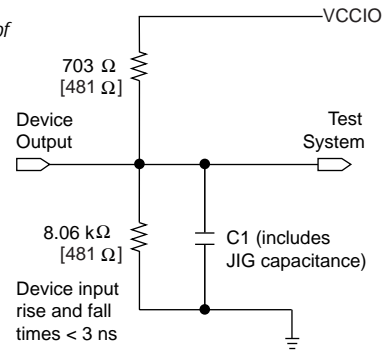 of
VCCIO
703 Ω
[481 Ω]
Device
Output
Test
System
8.06 kΩ
[481 Ω]
C1 (includes
JIG capacitance)
Device input
rise and fall
times < 3 ns